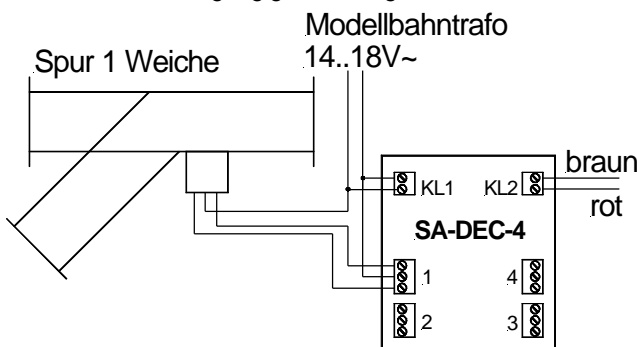 Modellbahntrafo
Spur 1 Weiche
14..18V~
braun
KL1
KL2
rot
SA-DEC-4
1
4
2
3